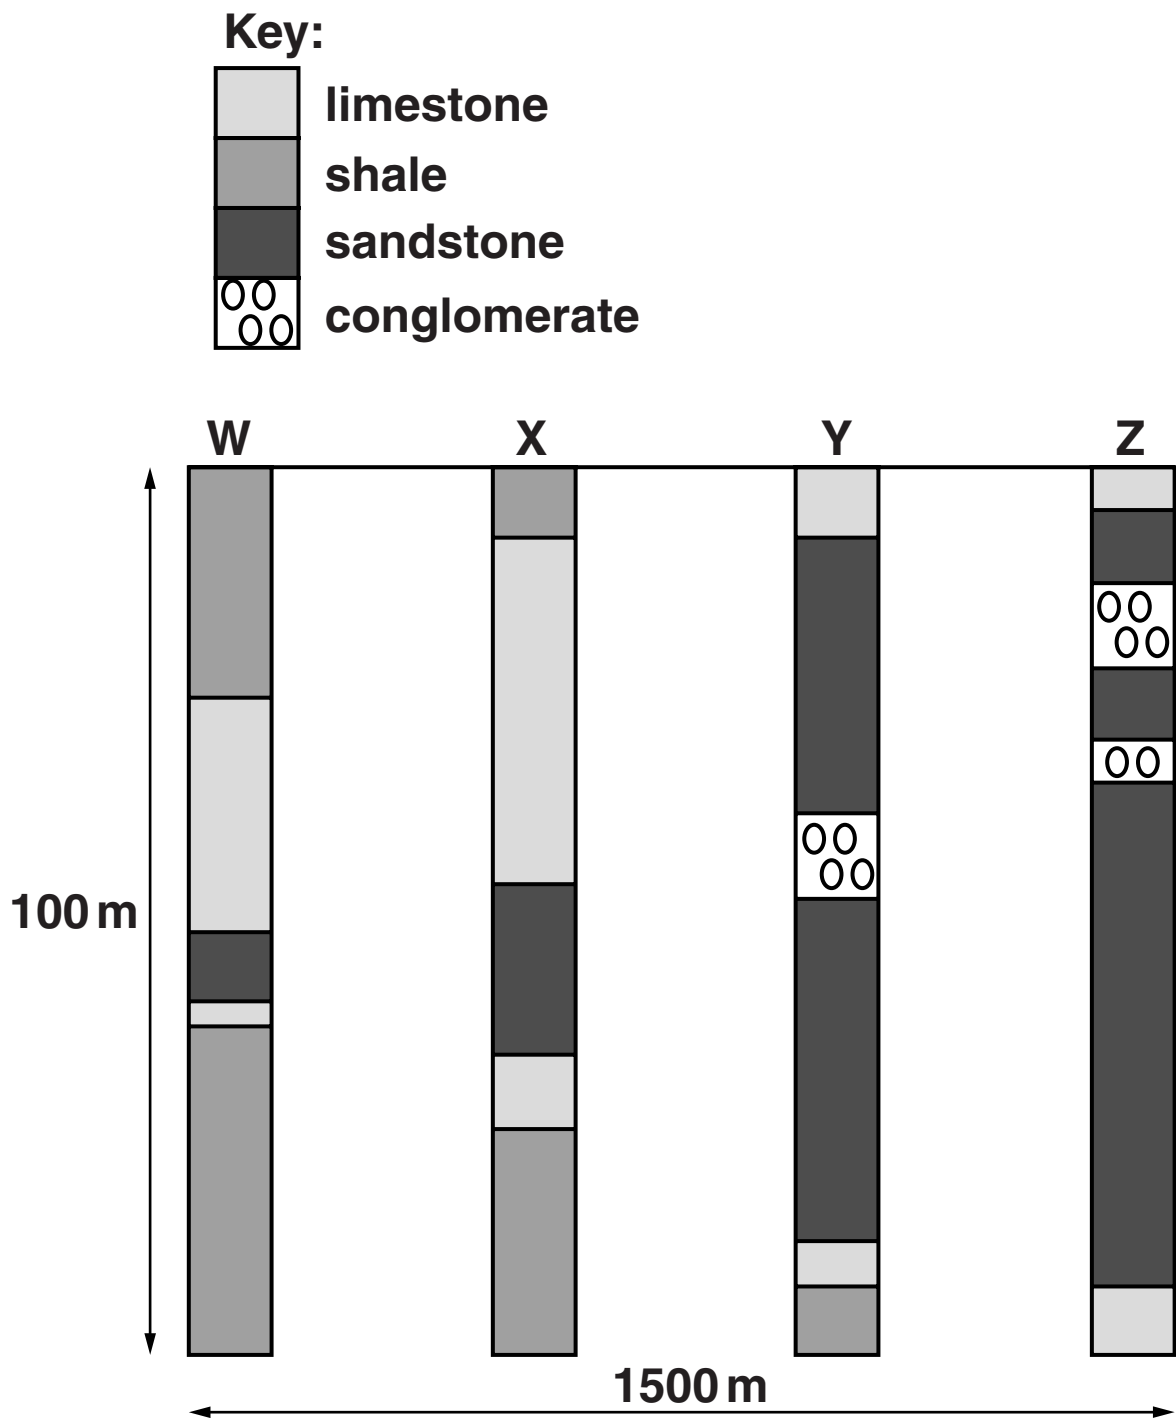 Key:
limestone
shale
sandstone
conglomerate
W X Y Z
100 m
1500 m